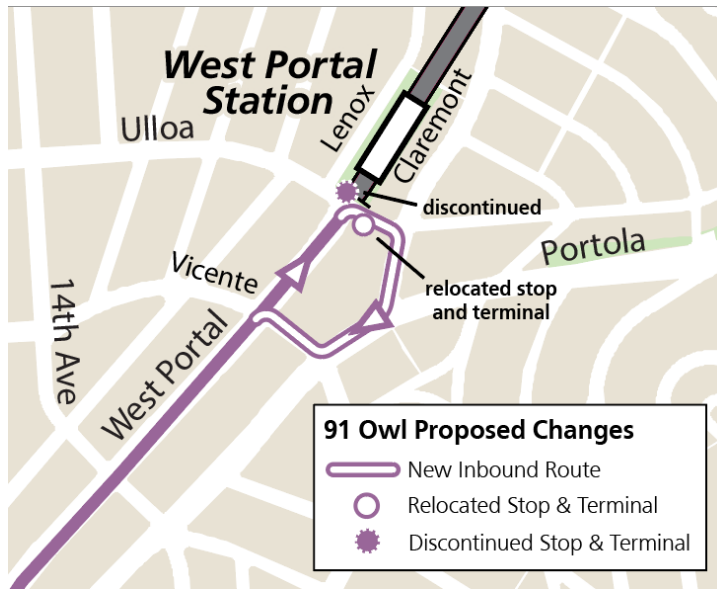 West Portal
Station
Lenox
Claremont
Ulloa
discontinued
Portola
Vicente
relocated stop
and terminal
14th Ave
West Portal
91 Owl Proposed Changes
New Inbound Route
Relocated Stop & Terminal
Discontinued Stop & Terminal